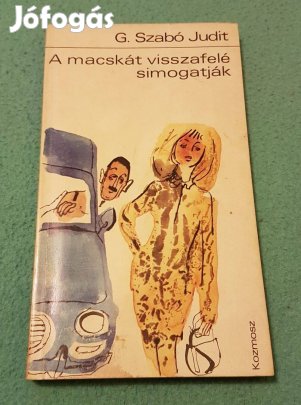 Jófogás
G. Szabó Judit
A macskát visszafelé
simogatják
Kozmosz